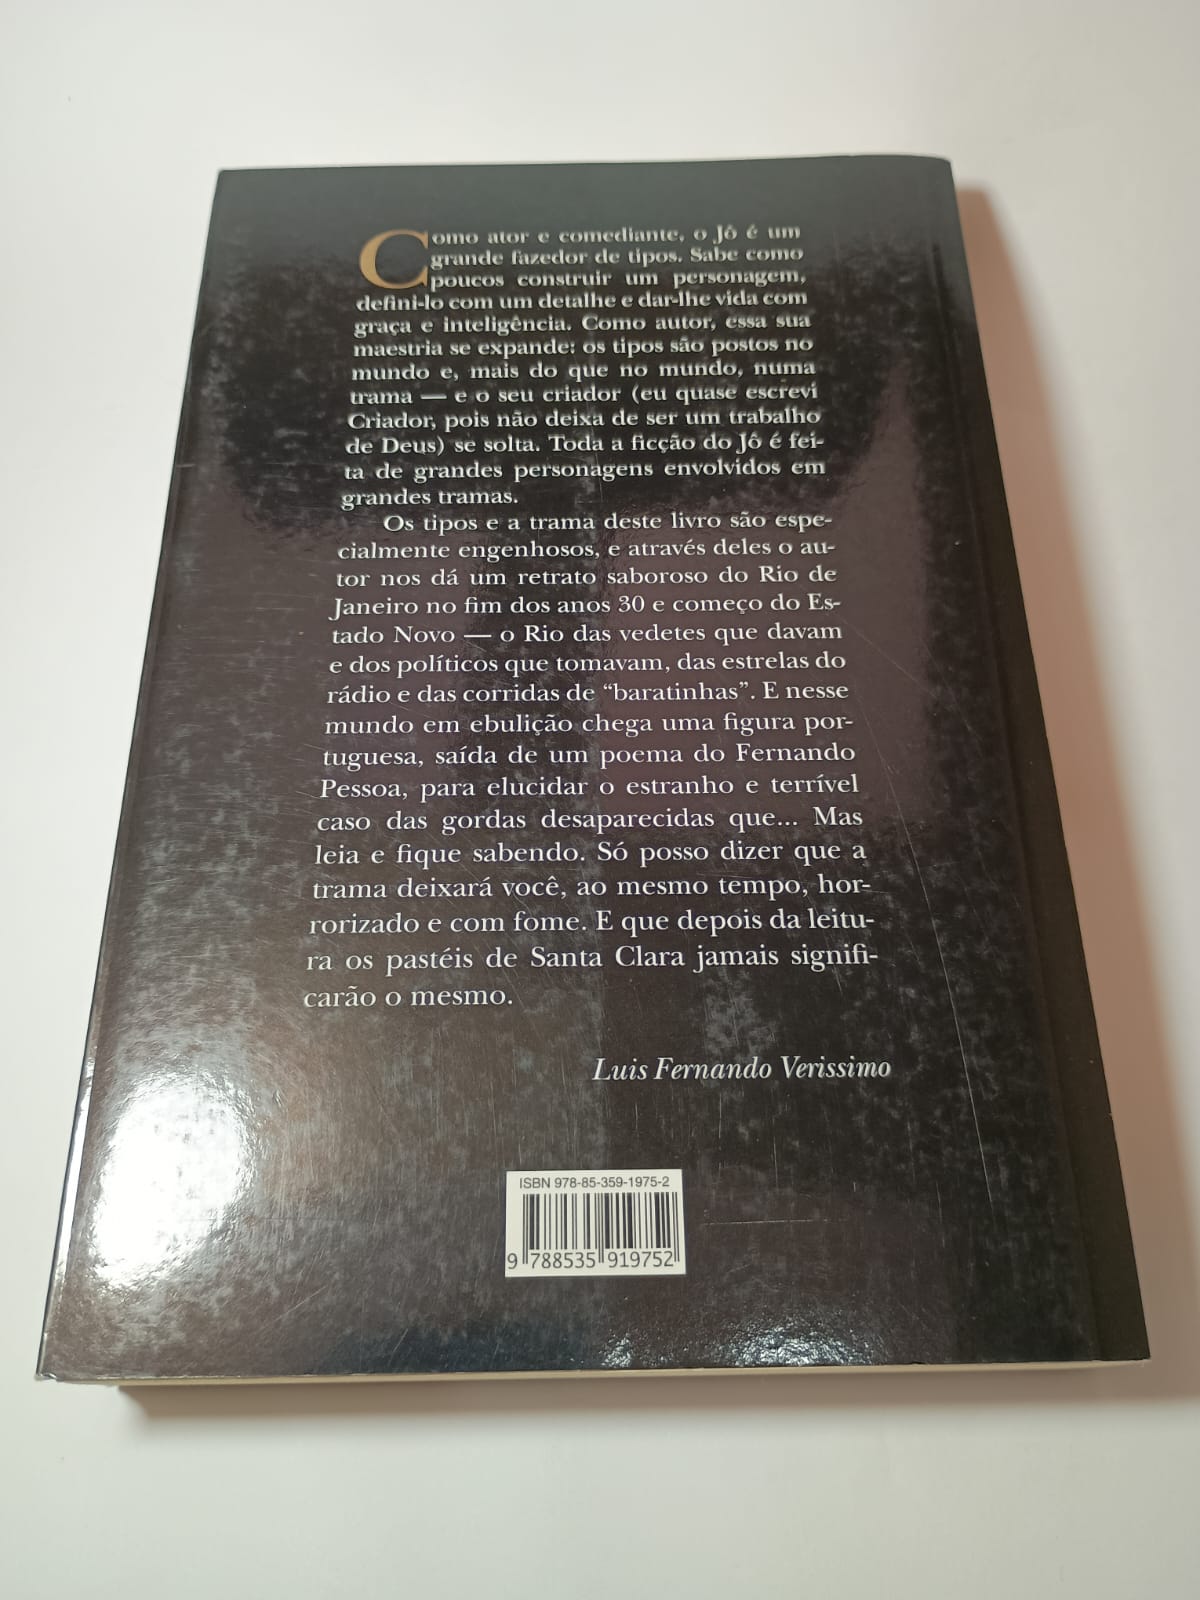 Como ator e comediante, o Jô é um
grande fazedor de tipos. Sabe como
poucos construir um personagem,
defini-lo com um detalhe e dar-lhe vida com
graça e inteligência. Como autor, essa sua
maestria se expande: os tipos são postos no
mundo e, mais do que no mundo, numa
trama — e o seu criador (eu quase escrevi
Criador, pois não deixa de ser um trabalho
de Deus) se solta. Toda a ficção do Jô é fei-
ta de grandes personagens envolvidos em
grandes tramas.
Os tipos e a trama deste livro são espe-
cialmente engenhosos, e através deles o au-
tor nos dá um retrato saboroso do Rio de
Janeiro no fim dos anos 30 e começo do Es-
tado Novo — o Rio das vedetes que davam
e dos políticos que tomavam, das estrelas do
rádio e das corridas de “baratinhas”. E nesse
mundo em ebulição chega uma figura por-
tuguesa, saída de um poema do Fernando
Pessoa, para elucidar o estranho e terrível
caso das gordas desaparecidas que... Mas
leia e fique sabendo. Só posso dizer que a
trama deixará você, ao mesmo tempo, hor-
rorizado e com fome. E que depois da leitu-
ra os pastéis de Santa Clara jamais signifi-
carão o mesmo.
Luis Fernando Verissimo
ISBN 978-85-359-1975-2
9 788535 919752